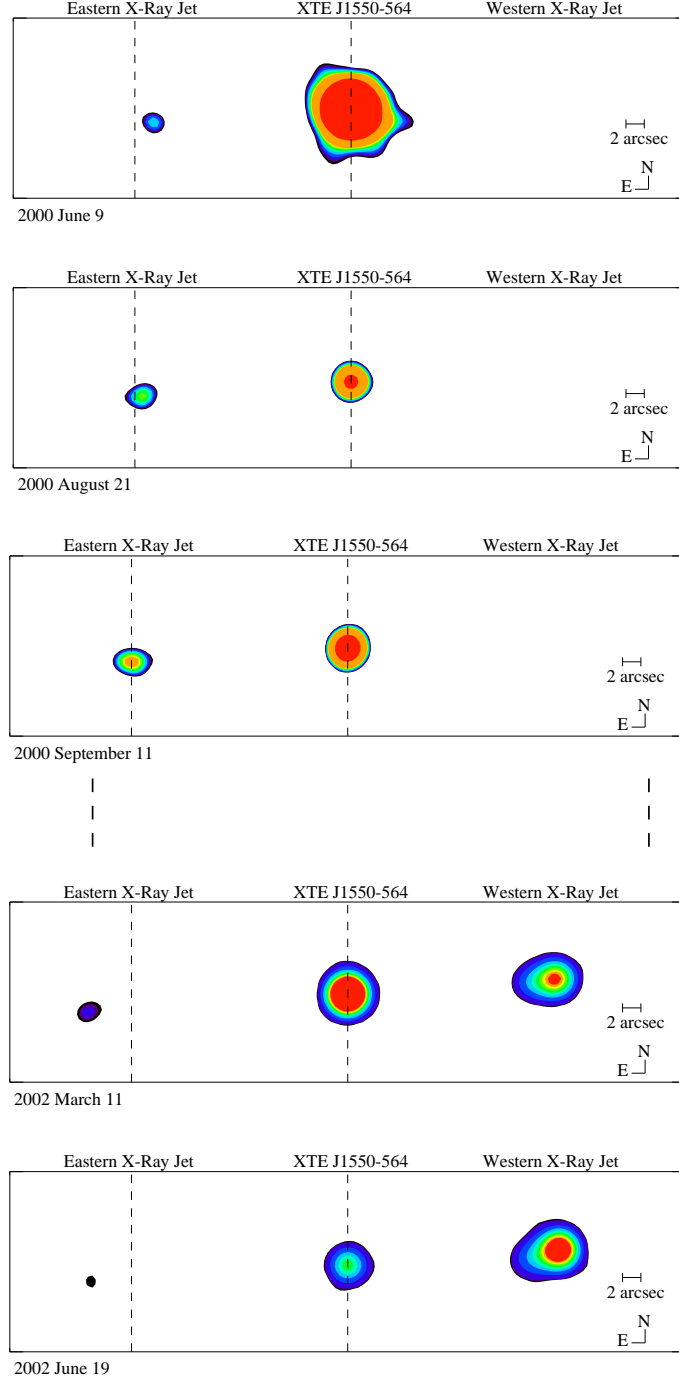 Eastern X-Ray Jet XTE J1550-564 Western X-Ray Jet
2 arcsec
N
E
2000 June 9
Eastern X-Ray Jet XTE J1550-564 Western X-Ray Jet
2 arcsec
N
E
2000 August 21
Eastern X-Ray Jet XTE J1550-564 Western X-Ray Jet
2 arcsec
N
E
2000 September 11
Eastern X-Ray Jet XTE J1550-564 Western X-Ray Jet
2 arcsec
N
E
2002 March 11
Eastern X-Ray Jet XTE J1550-564 Western X-Ray Jet
2 arcsec
N
E
2002 June 19